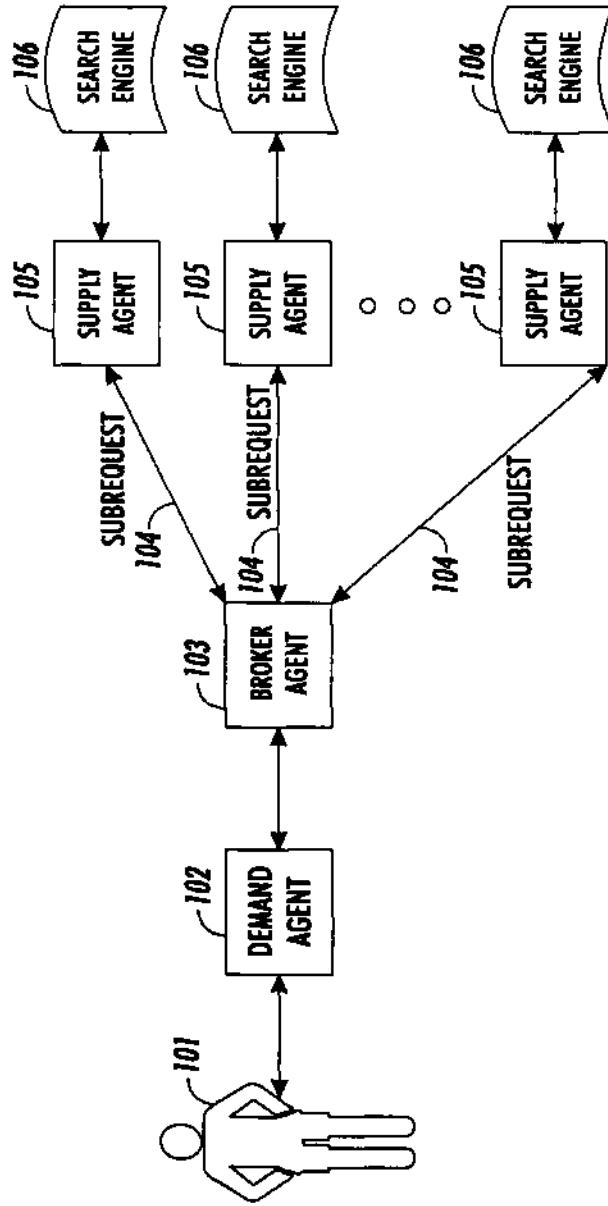 101
102
DEMAND
AGENT
103
BROKER
AGENT
SUBREQUEST
104
SUBREQUEST
104
SUBREQUEST
104
105
SUPPLY
AGENT
106
SEARCH
ENGINE
105
SUPPLY
AGENT
106
SEARCH
ENGINE
105
SUPPLY
AGENT
106
SEARCH
ENGINE